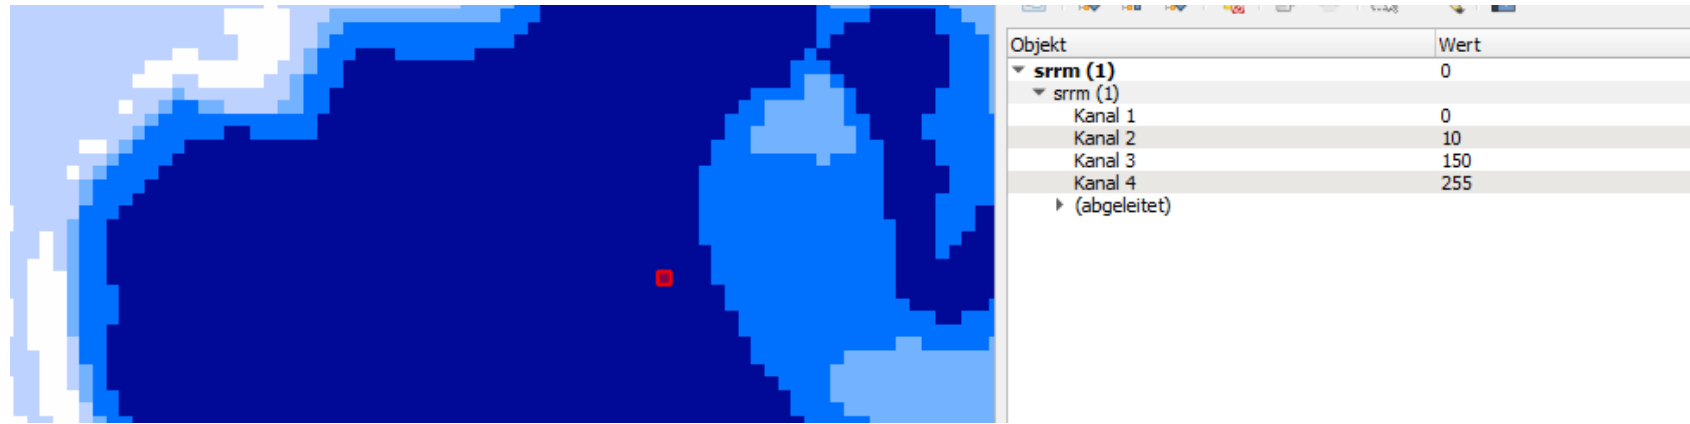 Objekt Wert
srrm (1) 0
srrm (1)
Kanal 1 0
Kanal 2 10
Kanal 3 150
Kanal 4 255
(abgeleitet)